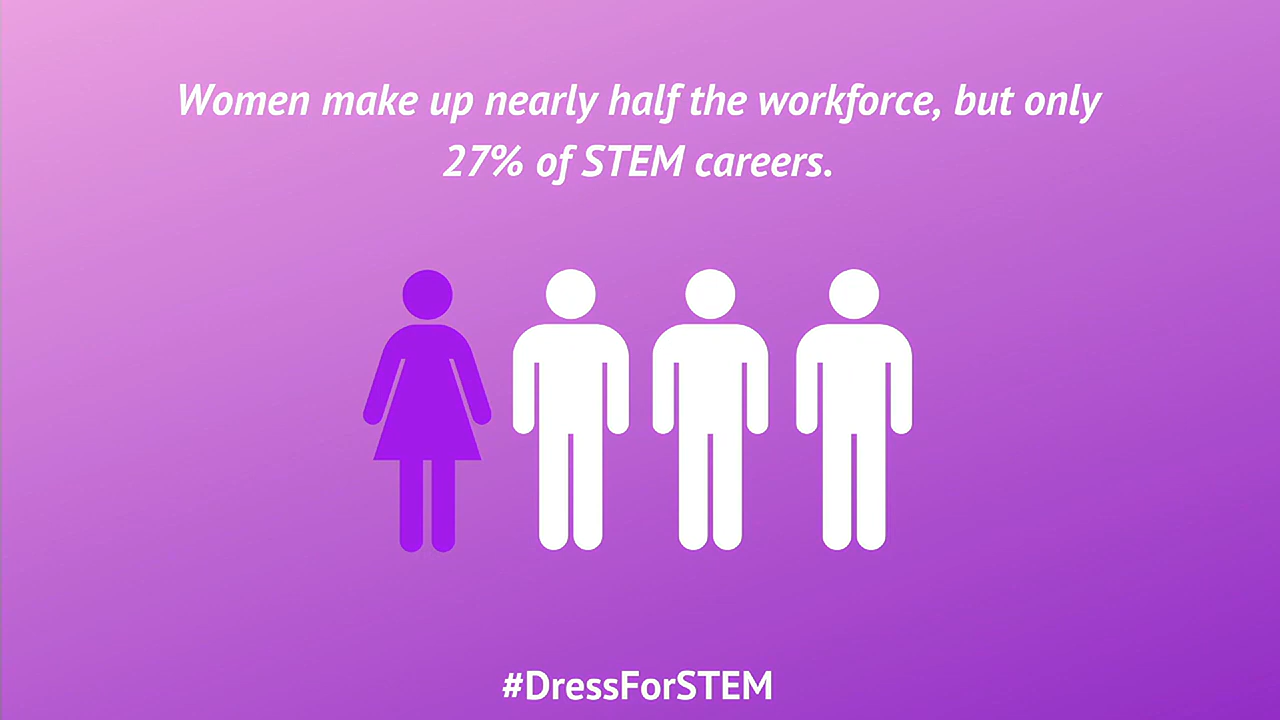 Women make up nearly half the workforce, but only
27% of STEM careers.
#DressForSTEM